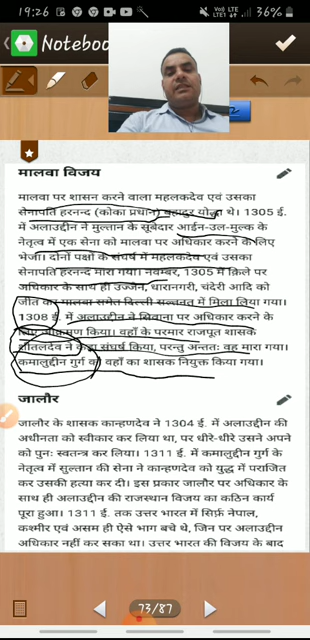 19:26
Vo)) LTE
LTE1
36%
Notebo
मालवा विजय
मालवा पर शासन करने वाला महलकदेव एवं उसका
सेनापति हरनन्द (कोका प्रधान) बहादुर योद्धा थे। 1305 ई.
में अलाउद्दीन ने मुल्तान के सूबेदार आईन-उल-मुल्क के
नेतृत्व में एक सेना को मालवा पर अधिकार करने के लिए
भेजा। दोनों पक्षों के संघर्ष में महलकदेव एवं उसका
सेनापति हरनन्द मारा गया। नवम्बर, 1305 में क़िले पर
अधिकार के साथ ही उज्जैन, धारानगरी, चंदेरी आदि को
जीत कर मालवा समेत दिल्ली सल्तनत में मिला लिया गया।
1308 ई. में अलाउद्दीन ने सिवाना पर अधिकार करने के
लिए आक्रमण किया। वहाँ के परमार राजपूत शासक
शीतलदेव ने कड़ा संघर्ष किया, परन्तु अन्ततः वह मारा गया।
कमालुद्दीन गुर्ग को वहाँ का शासक नियुक्त किया गया।
जालौर
जालौर के शासक कान्हणदेव ने 1304 ई. में अलाउद्दीन की
अधीनता को स्वीकार कर लिया था, पर धीरे-धीरे उसने अपने
को पुनः स्वतन्त्र कर लिया। 1311 ई. में कमालुद्दीन गुर्ग के
नेतृत्व में सुल्तान की सेना ने कान्हणदेव को युद्ध में पराजित
कर उसकी हत्या कर दी। इस प्रकार जालौर पर अधिकार के
साथ ही अलाउद्दीन की राजस्थान विजय का कठिन कार्य
पूरा हुआ। 1311 ई. तक उत्तर भारत में सिर्फ़ नेपाल,
कश्मीर एवं असम ही ऐसे भाग बचे थे, जिन पर अलाउद्दीन
अधिकार नहीं कर सका था। उत्तर भारत की विजय के बाद
73/87